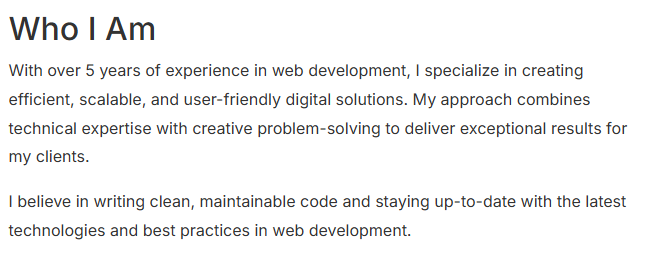 Who I Am
With over 5 years of experience in web development, I specialize in creating
efficient, scalable, and user-friendly digital solutions. My approach combines
technical expertise with creative problem-solving to deliver exceptional results for
my clients.
I believe in writing clean, maintainable code and staying up-to-date with the latest
technologies and best practices in web development.